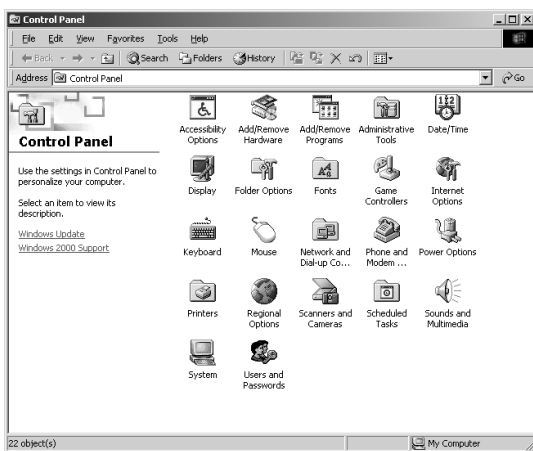 Control Panel
File Edit View Favorites Tools Help
Back Search Folders History
Address Control Panel Go
Control Panel
Use the settings in Control Panel to
personalize your computer.
Select an item to view its
description.
Windows Update
Windows 2000 Support
Accessibility
Options
Add/Remove
Hardware
Add/Remove
Programs
Administrative
Tools
Date/Time
Display
Folder Options
Fonts
Game
Controllers
Internet
Options
Keyboard
Mouse
Network and
Dial-up Co...
Phone and
Modem ...
Power Options
Printers
Regional
Options
Scanners and
Cameras
Scheduled
Tasks
Sounds and
Multimedia
System
Users and
Passwords
22 object(s) My Computer